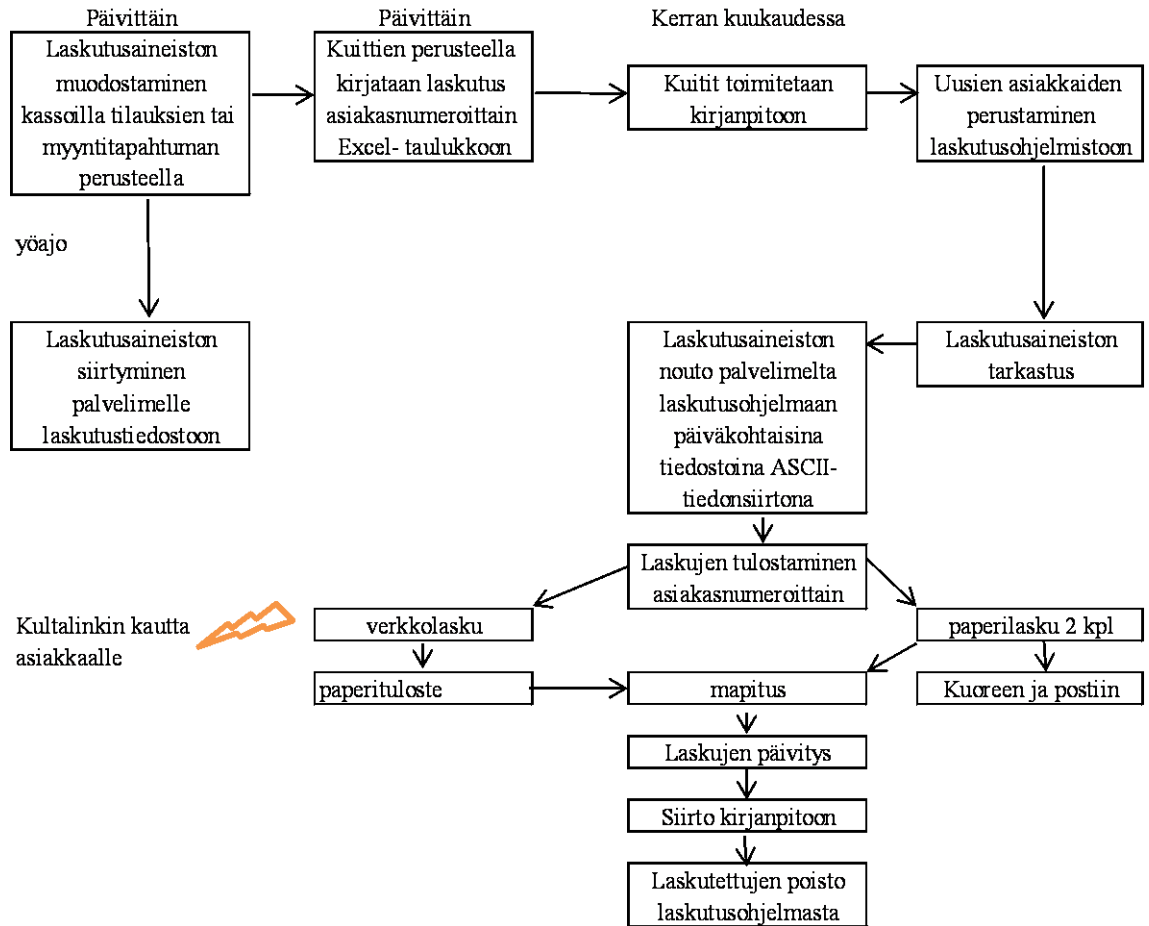 Päivittäin
Laskutusaineiston
muodostaminen
kassoilla tilauksien tai
myyntitapahtuman
perusteella
Päivittäin
Kuittien perusteella
kirjataan laskutus
asiakasnumeroittain
Excel- taulukkoon
Kerran kuukaudessa
Kuitit toimitetaan
kirjanpitoon
Uusien asiakkaiden
perustaminen
laskutusohjelmistoon
yöajo
Laskutusaineiston
siirtyminen
palvelimelle
laskutustiedostoon
Laskutusaineiston
tarkastus
Laskutusaineiston
nouto palvelimelta
laskutusohjelmaan
päiväkohtaisina
tiedostoina ASCII-
tiedonsiirtona
Laskujen tulostaminen
asiakasnumeroittain
Kultalinkin kautta
asiakkaalle
verkkolasku
paperilasku 2 kpl
paperituloste
mapitus
Kuoreen ja postiin
Laskujen päivitys
Siirto kirjanpitoon
Laskutettujen poisto
laskutusohjelmasta